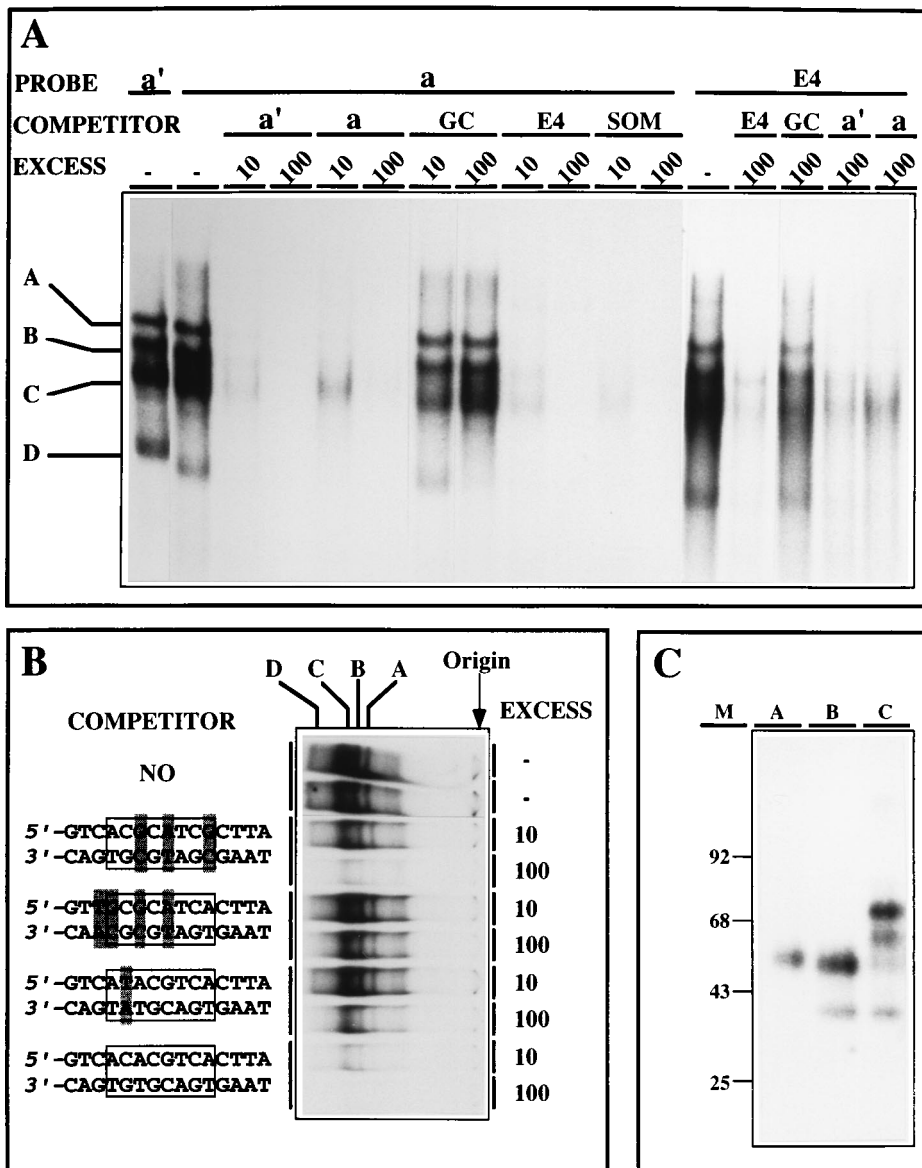 A
PROBE a' a E4
COMPETITOR a' a GC E4 SOM E4 GC a' a
EXCESS - - 10 100 10 100 10 100 10 100 10 100 - 100 100 100 100
A
B
C
D
B
D C B A Origin
COMPETITOR EXCESS
NO -
-
5'-GTCACGCATCGCTTA 10
3'-CAGTGCGTAGCGAAT 100
5'-GTTGCGCATCACTTA 10
3'-CAACGCGTAGTGAAT 100
5'-GTCATACGTCACTTA 10
3'-CAGTATGCAGTGAAT 100
5'-GTCACACGTCACTTA 10
3'-CAGTGTGCAGTGAAT 100
C
M A B C
92
68
43
25